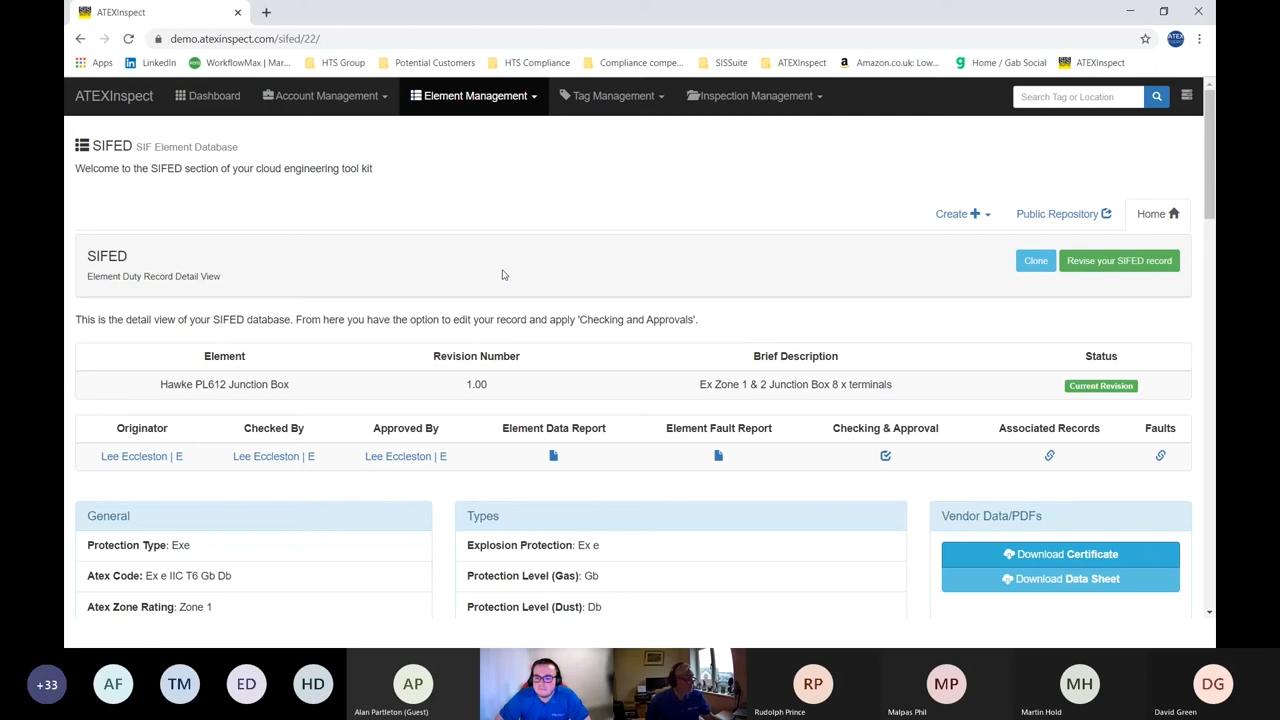 ATEXInspect
demo.atexinspect.com/sifed/22/
Apps LinkedIn WorkflowMax | Mar... HTS Group Potential Customers HTS Compliance Compliance compe... SISSuite ATEXInspect Amazon.co.uk: Low... Home / Gab Social ATEXInspect
ATEXInspect Dashboard Account Management Element Management Tag Management Inspection Management Search Tag or Location
SIFED SIF Element Database
Welcome to the SIFED section of your cloud engineering tool kit
Create Public Repository Home
SIFED
Clone Revise your SIFED record
Element Duty Record Detail View
This is the detail view of your SIFED database. From here you have the option to edit your record and apply 'Checking and Approvals'.
Element Revision Number Brief Description Status
Hawke PL612 Junction Box 1.00 Ex Zone 1 & 2 Junction Box 8 x terminals Current Revision
Originator Checked By Approved By Element Data Report Element Fault Report Checking & Approval Associated Records Faults
Lee Eccleston | E Lee Eccleston | E Lee Eccleston | E
General Types Vendor Data/PDFs
Protection Type: Exe Explosion Protection: Ex e Download Certificate
Atex Code: Ex e IIC T6 Gb Db Protection Level (Gas): Gb Download Data Sheet
Atex Zone Rating: Zone 1 Protection Level (Dust): Db
+33 AF TM ED HD AP RP MP MH DG
Alan Partleton (Guest) Rudolph Prince Malpas Phil Martin Hold David Green